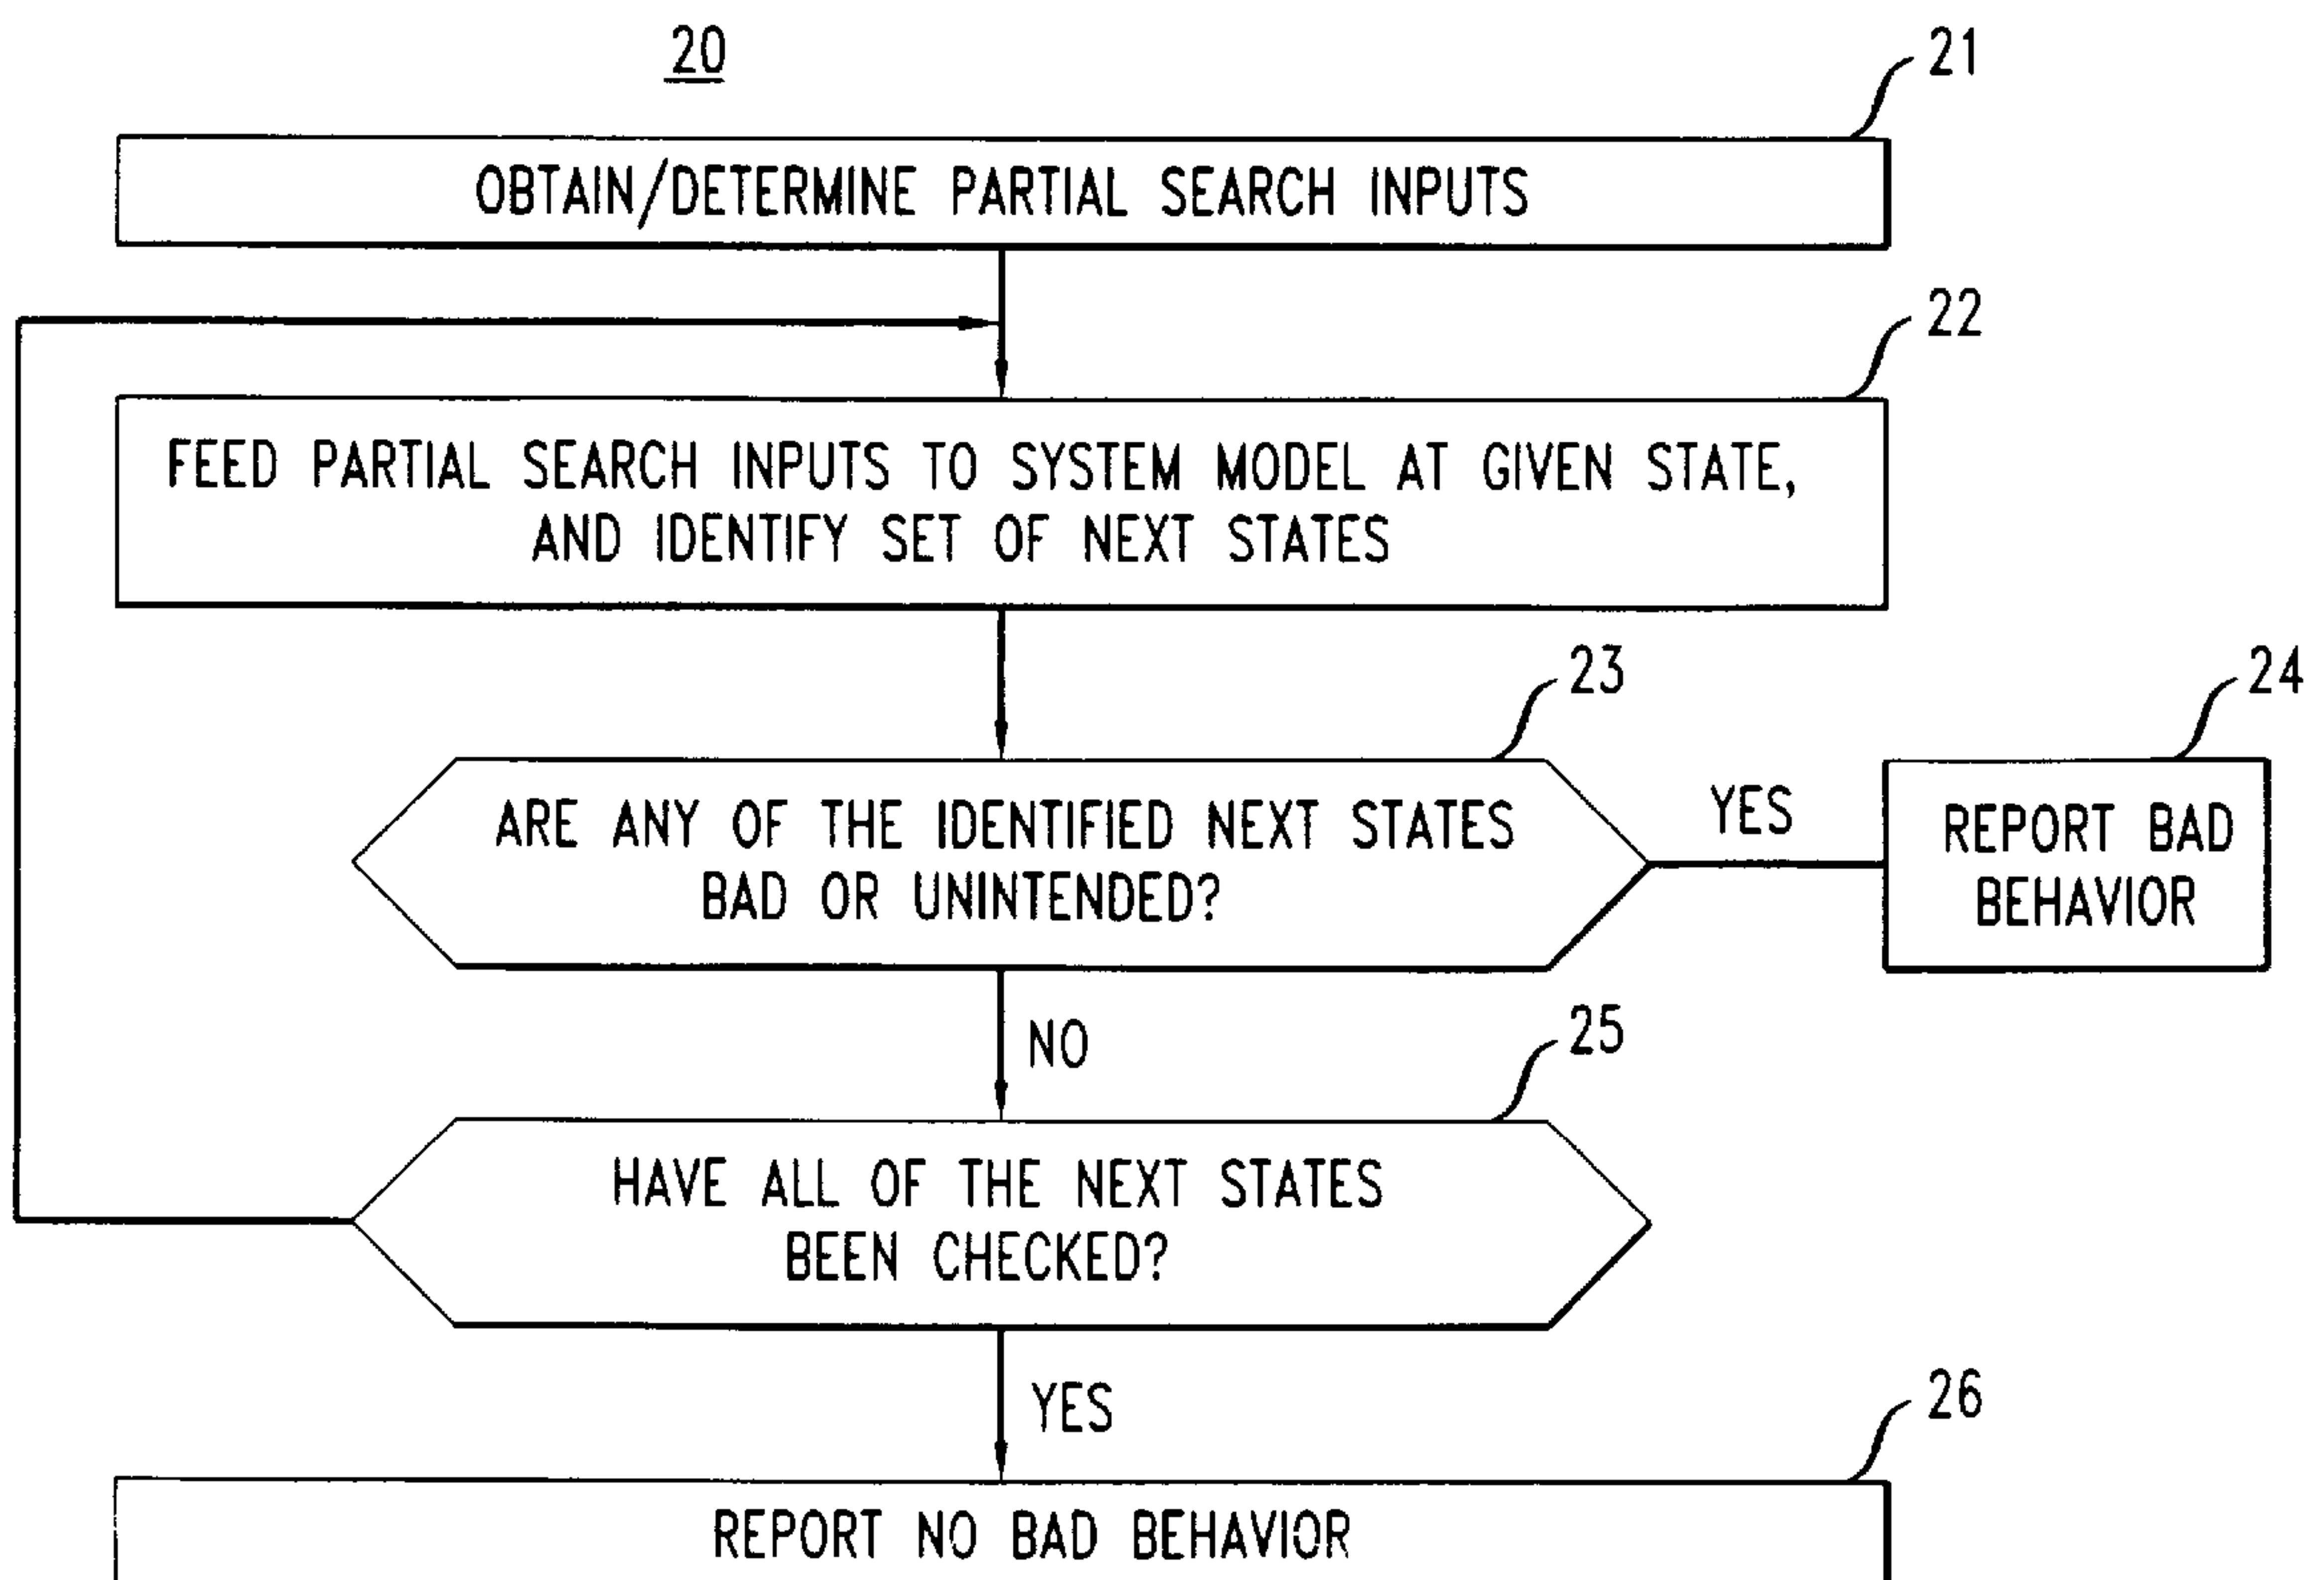 20
21
OBTAIN/DETERMINE PARTIAL SEARCH INPUTS
22
FEED PARTIAL SEARCH INPUTS TO SYSTEM MODEL AT GIVEN STATE,
AND IDENTIFY SET OF NEXT STATES
23
24
ARE ANY OF THE IDENTIFIED NEXT STATES
BAD OR UNINTENDED?
YES
REPORT BAD
BEHAVIOR
NO
25
HAVE ALL OF THE NEXT STATES
BEEN CHECKED?
YES
26
REPORT NO BAD BEHAVIOR